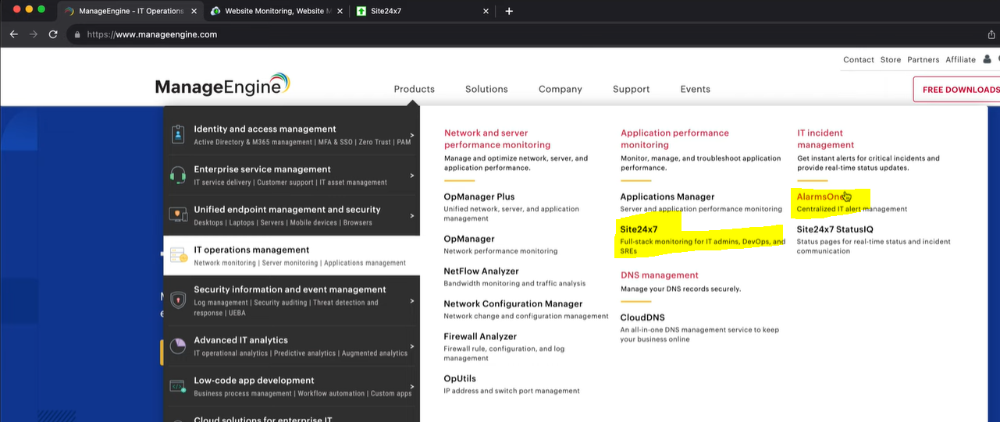 ManageEngine - IT Operations
Website Monitoring, Website M
Site24x7
https://www.manageengine.com
Contact Store Partners Affiliate
ManageEngine
Products Solutions Company Support Events
FREE DOWNLOADS
Identity and access management
Active Directory & M365 management | MFA & SSO | Zero Trust | PAM
Enterprise service management
IT service delivery | Customer support | IT asset management
Unified endpoint management and security
Desktops | Laptops | Servers | Mobile devices | Browsers
IT operations management
Network monitoring | Server monitoring | Applications management
Security information and event management
Log management | Security auditing | Threat detection and
response | UEBA
Advanced IT analytics
IT operational analytics | Predictive analytics | Augmented analytics
Low-code app development
Business process management | Workflow automation | Custom apps
Cloud solutions for enterprise IT
Network and server
performance monitoring
Manage and optimize network, server, and
application performance.
OpManager Plus
Unified network, server, and application
management
OpManager
Network performance monitoring
NetFlow Analyzer
Bandwidth monitoring and traffic analysis
Network Configuration Manager
Network change and configuration management
Firewall Analyzer
Firewall rule, configuration, and log
management
OpUtils
IP address and switch port management
Application performance
monitoring
Monitor, manage, and troubleshoot application
performance.
Applications Manager
Server and application performance monitoring
Site24x7
Full-stack monitoring for IT admins, DevOps, and
SREs
DNS management
Manage your DNS records securely.
CloudDNS
An all-in-one DNS management service to keep
your business online
IT incident
management
Get instant alerts for critical incidents and
provide real-time status updates.
AlarmsOne
Centralized IT alert management
Site24x7 StatusIQ
Status pages for real-time status and incident
communication